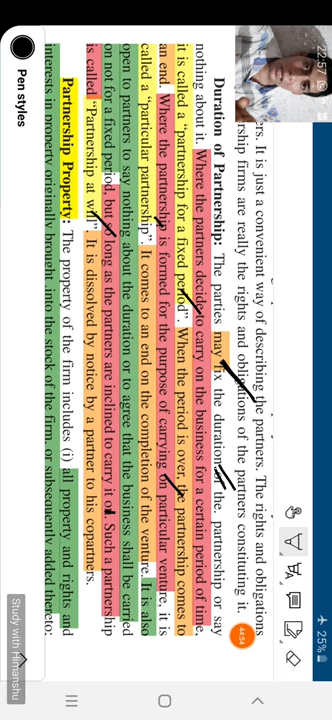 22:57
25%
ers. It is just a convenient way of describing the partners. The rights and obligations
rship firms are really the rights and obligations of the partners constituting it.
44:54
Duration of Partnership: The parties may fix the duration of the partnership or say
nothing about it. Where the partners decide to carry on the business for a certain period of time,
it is called a “partnership for a fixed period”. When the period is over, the partnership comes to
an end. Where the partnership is formed for the purpose of carrying on particular venture, it is
called a “particular partnership”. It comes to an end on the completion of the venture. It is also
open to partners to say nothing about the duration or to agree that the business shall be carried
on not for a fixed period, but so long as the partners are inclined to carry it on. Such a partnership
is called “Partnership at will”. It is dissolved by notice by a partner to his copartners.
Partnership Property: The property of the firm includes (i) all property and rights and
interests in property originally brought into the stock of the firm, or subsequently added thereto;
Pen styles
Study with Himanshu